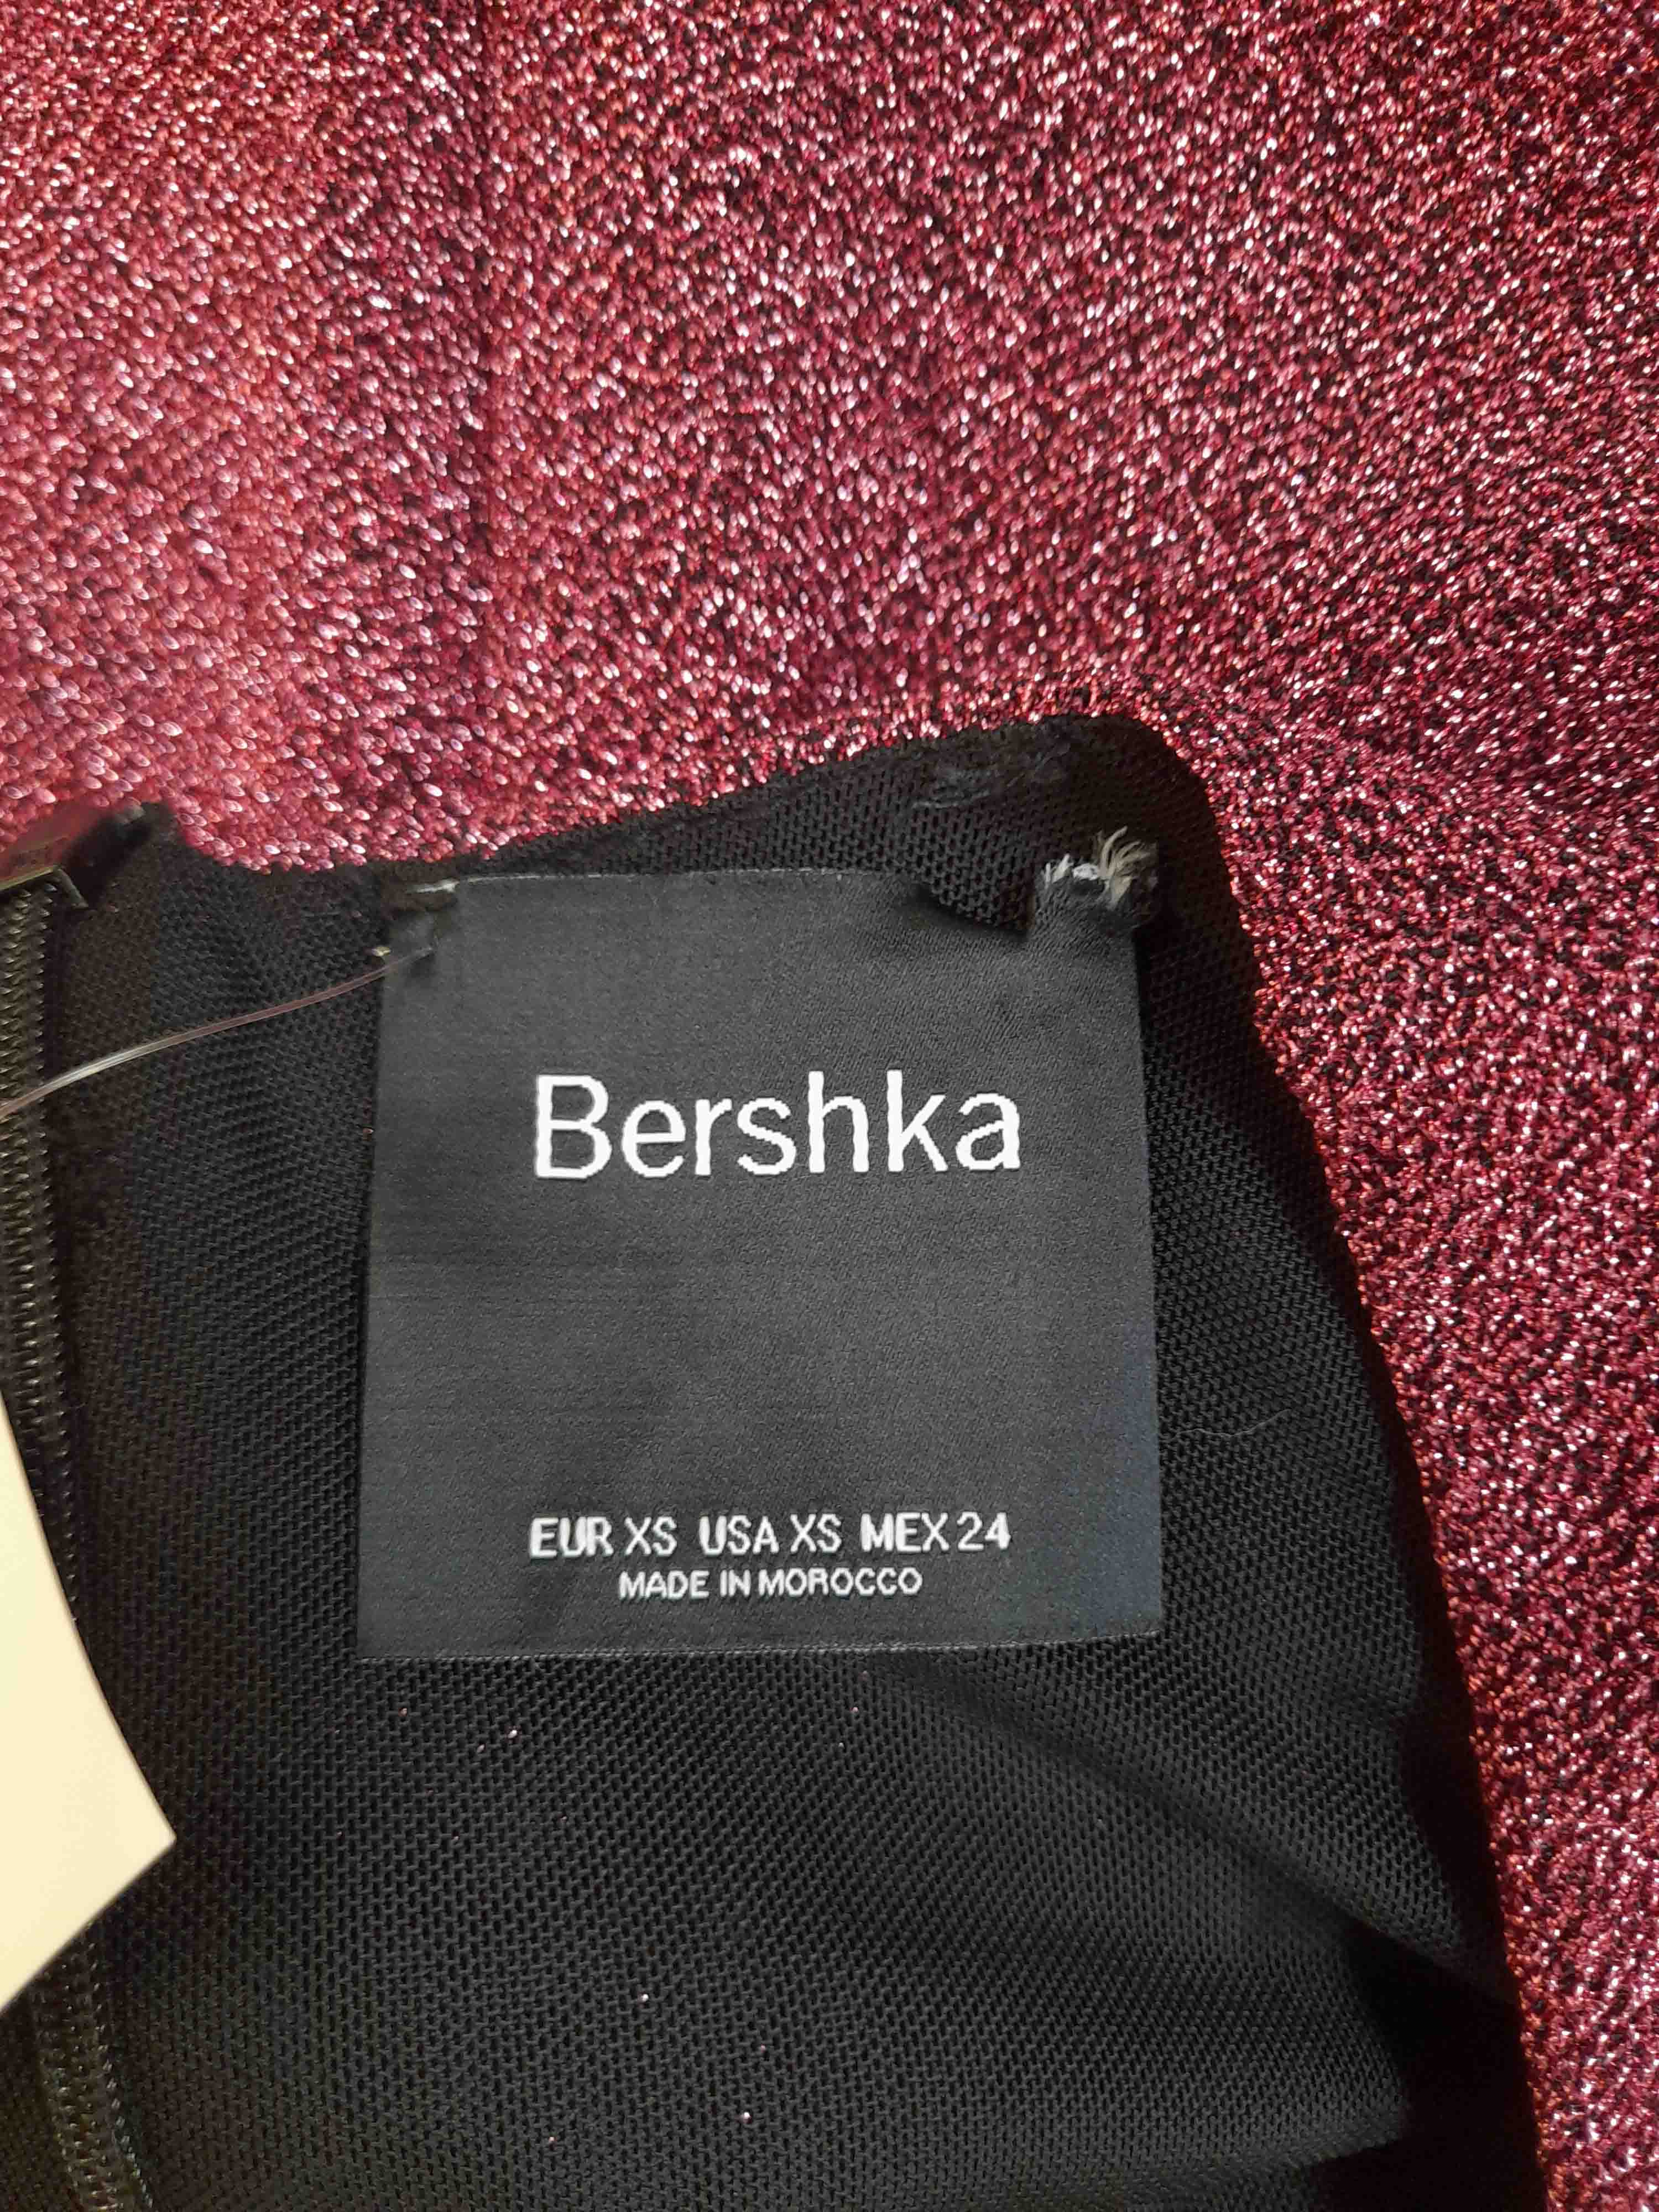 Bershka
EUR XS USA XS MEX 24
MADE IN MOROCCO